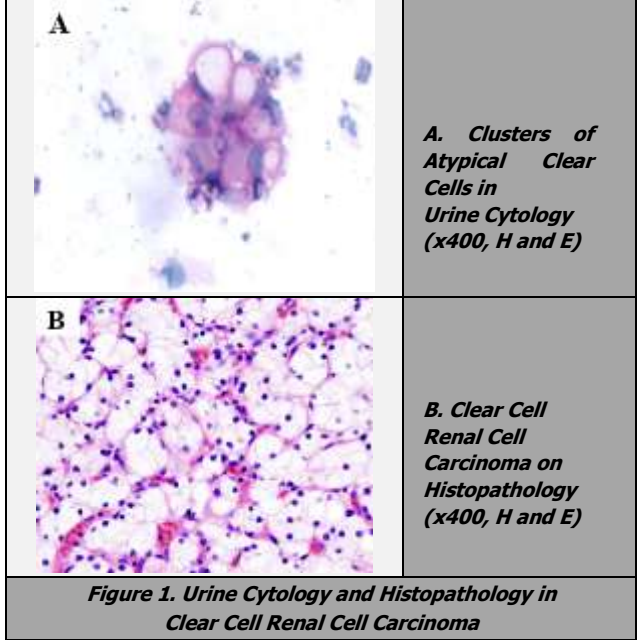 A
A. Clusters of
Atypical Clear
Cells in
Urine Cytology
(x400, H and E)
B
B. Clear Cell
Renal Cell
Carcinoma on
Histopathology
(x400, H and E)
Figure 1. Urine Cytology and Histopathology in
Clear Cell Renal Cell Carcinoma